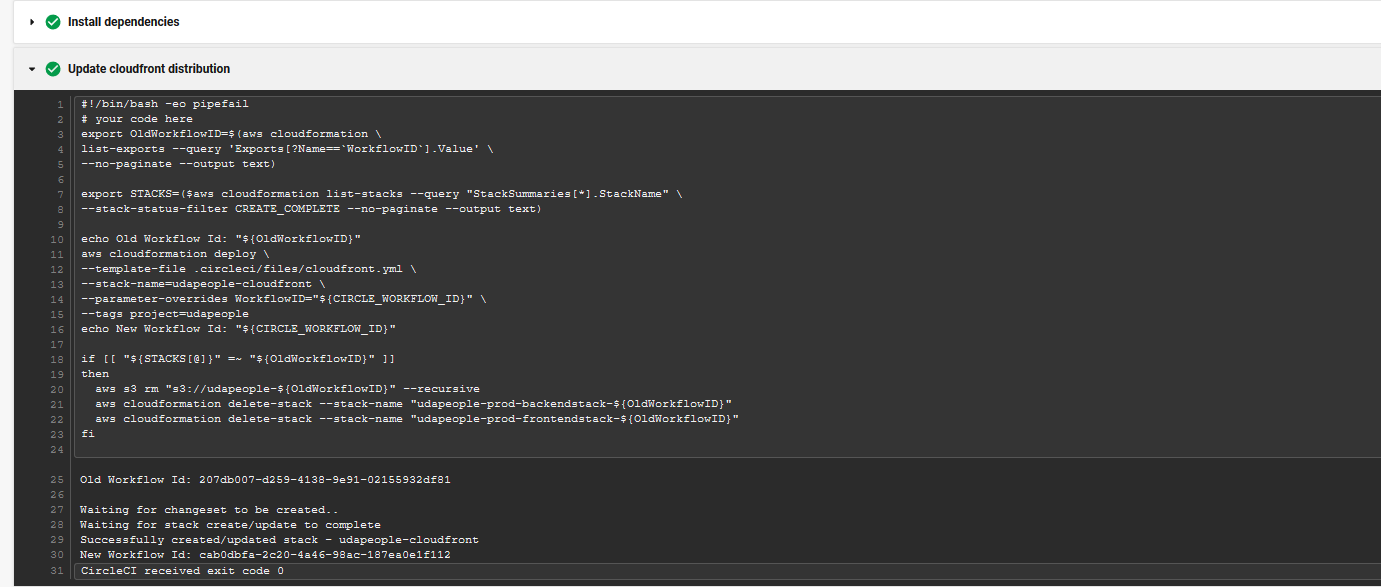 Install dependencies
Update cloudfront distribution
1 #!/bin/bash -eo pipefail
2 # your code here
3 export OldWorkflowID=$(aws cloudformation \
4 list-exports --query 'Exports[?Name==`WorkflowID`].Value' \
5 --no-paginate --output text)
6
7 export STACKS=($aws cloudformation list-stacks --query "StackSummaries[*].StackName" \
8 --stack-status-filter CREATE_COMPLETE --no-paginate --output text)
9
10 echo Old Workflow Id: "${OldWorkflowID}"
11 aws cloudformation deploy \
12 --template-file .circleci/files/cloudfront.yml \
13 --stack-name=udapeople-cloudfront \
14 --parameter-overrides WorkflowID="${CIRCLE_WORKFLOW_ID}" \
15 --tags project=udapeople
16 echo New Workflow Id: "${CIRCLE_WORKFLOW_ID}"
17
18 if [[ "${STACKS[@]}" =~ "${OldWorkflowID}" ]]
19 then
20   aws s3 rm "s3://udapeople-${OldWorkflowID}" --recursive
21   aws cloudformation delete-stack --stack-name "udapeople-prod-backendstack-${OldWorkflowID}"
22   aws cloudformation delete-stack --stack-name "udapeople-prod-frontendstack-${OldWorkflowID}"
23 fi
24
25 Old Workflow Id: 207db007-d259-4138-9e91-02155932df81
26
27 Waiting for changeset to be created..
28 Waiting for stack create/update to complete
29 Successfully created/updated stack - udapeople-cloudfront
30 New Workflow Id: cab0dbfa-2c20-4a46-98ac-187ea0e1f112
31 CircleCI received exit code 0